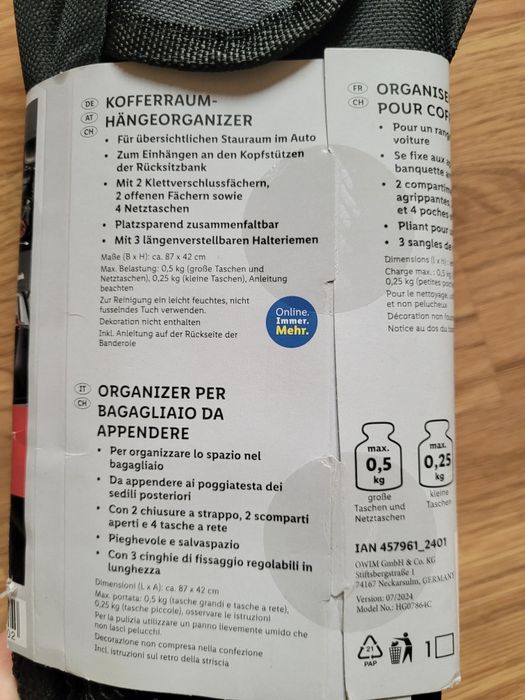 DE
AT
CH
KOFFERRAUM-
HÄNGEORGANIZER
• Für übersichtlichen Stauraum im Auto
• Zum Einhängen an den Kopfstützen
der Rücksitzbank
• Mit 2 Klettverschlussfächern,
2 offenen Fächern sowie
4 Netztaschen
• Platzsparend zusammenfaltbar
• Mit 3 längenverstellbaren Halteriemen
Maße (B x H): ca. 87 x 42 cm
Max. Belastung: 0,5 kg (große Taschen und
Netztaschen), 0,25 kg (kleine Taschen), Anleitung
beachten
Zur Reinigung ein leicht feuchtes, nicht
fusselndes Tuch verwenden.
Dekoration nicht enthalten
Inkl. Anleitung auf der Rückseite der
Banderole
Online.
Immer.
Mehr.
IT
CH
ORGANIZER PER
BAGAGLIAIO DA
APPENDERE
• Per organizzare lo spazio nel
bagagliaio
• Da appendere ai poggiatesta dei
sedili posteriori
• Con 2 chiusure a strappo, 2 scomparti
aperti e 4 tasche a rete
• Pieghevole e salvaspazio
• Con 3 cinghie di fissaggio regolabili in
lunghezza
Dimensioni (L x A): ca. 87 x 42 cm
Max. portata: 0,5 kg (tasche grandi e tasche a rete),
0,25 kg (tasche piccole), osservare le istruzioni
Per la pulizia utilizzare un panno lievemente umido che
non lasci pelucchi.
Decorazione non compresa nella confezione
Incl. istruzioni sul retro della striscia
FR
CH
ORGANISE
POUR COF
• Pour un rang
voiture
• Se fixe aux
banquette
• 2 compartim
agrippantes
et 4 poches
• Pliant pour
• 3 sangles de
Dimensions (l x H)
Charge max. : 0,5
0,25 kg (petites
Pour le nettoyage,
et non pelucheux
Décoration non
Notice au dos du
max.
0,5
kg
große
Taschen und
Netztaschen
max.
0,25
kg
kleine
Taschen
IAN 457961_2401
OWIM GmbH & Co. KG
Stiftsbergstraße 1
74167 Neckarsulm, GERMANY
Version: 07/2024
Model No.: HG07864C
21
PAP
1